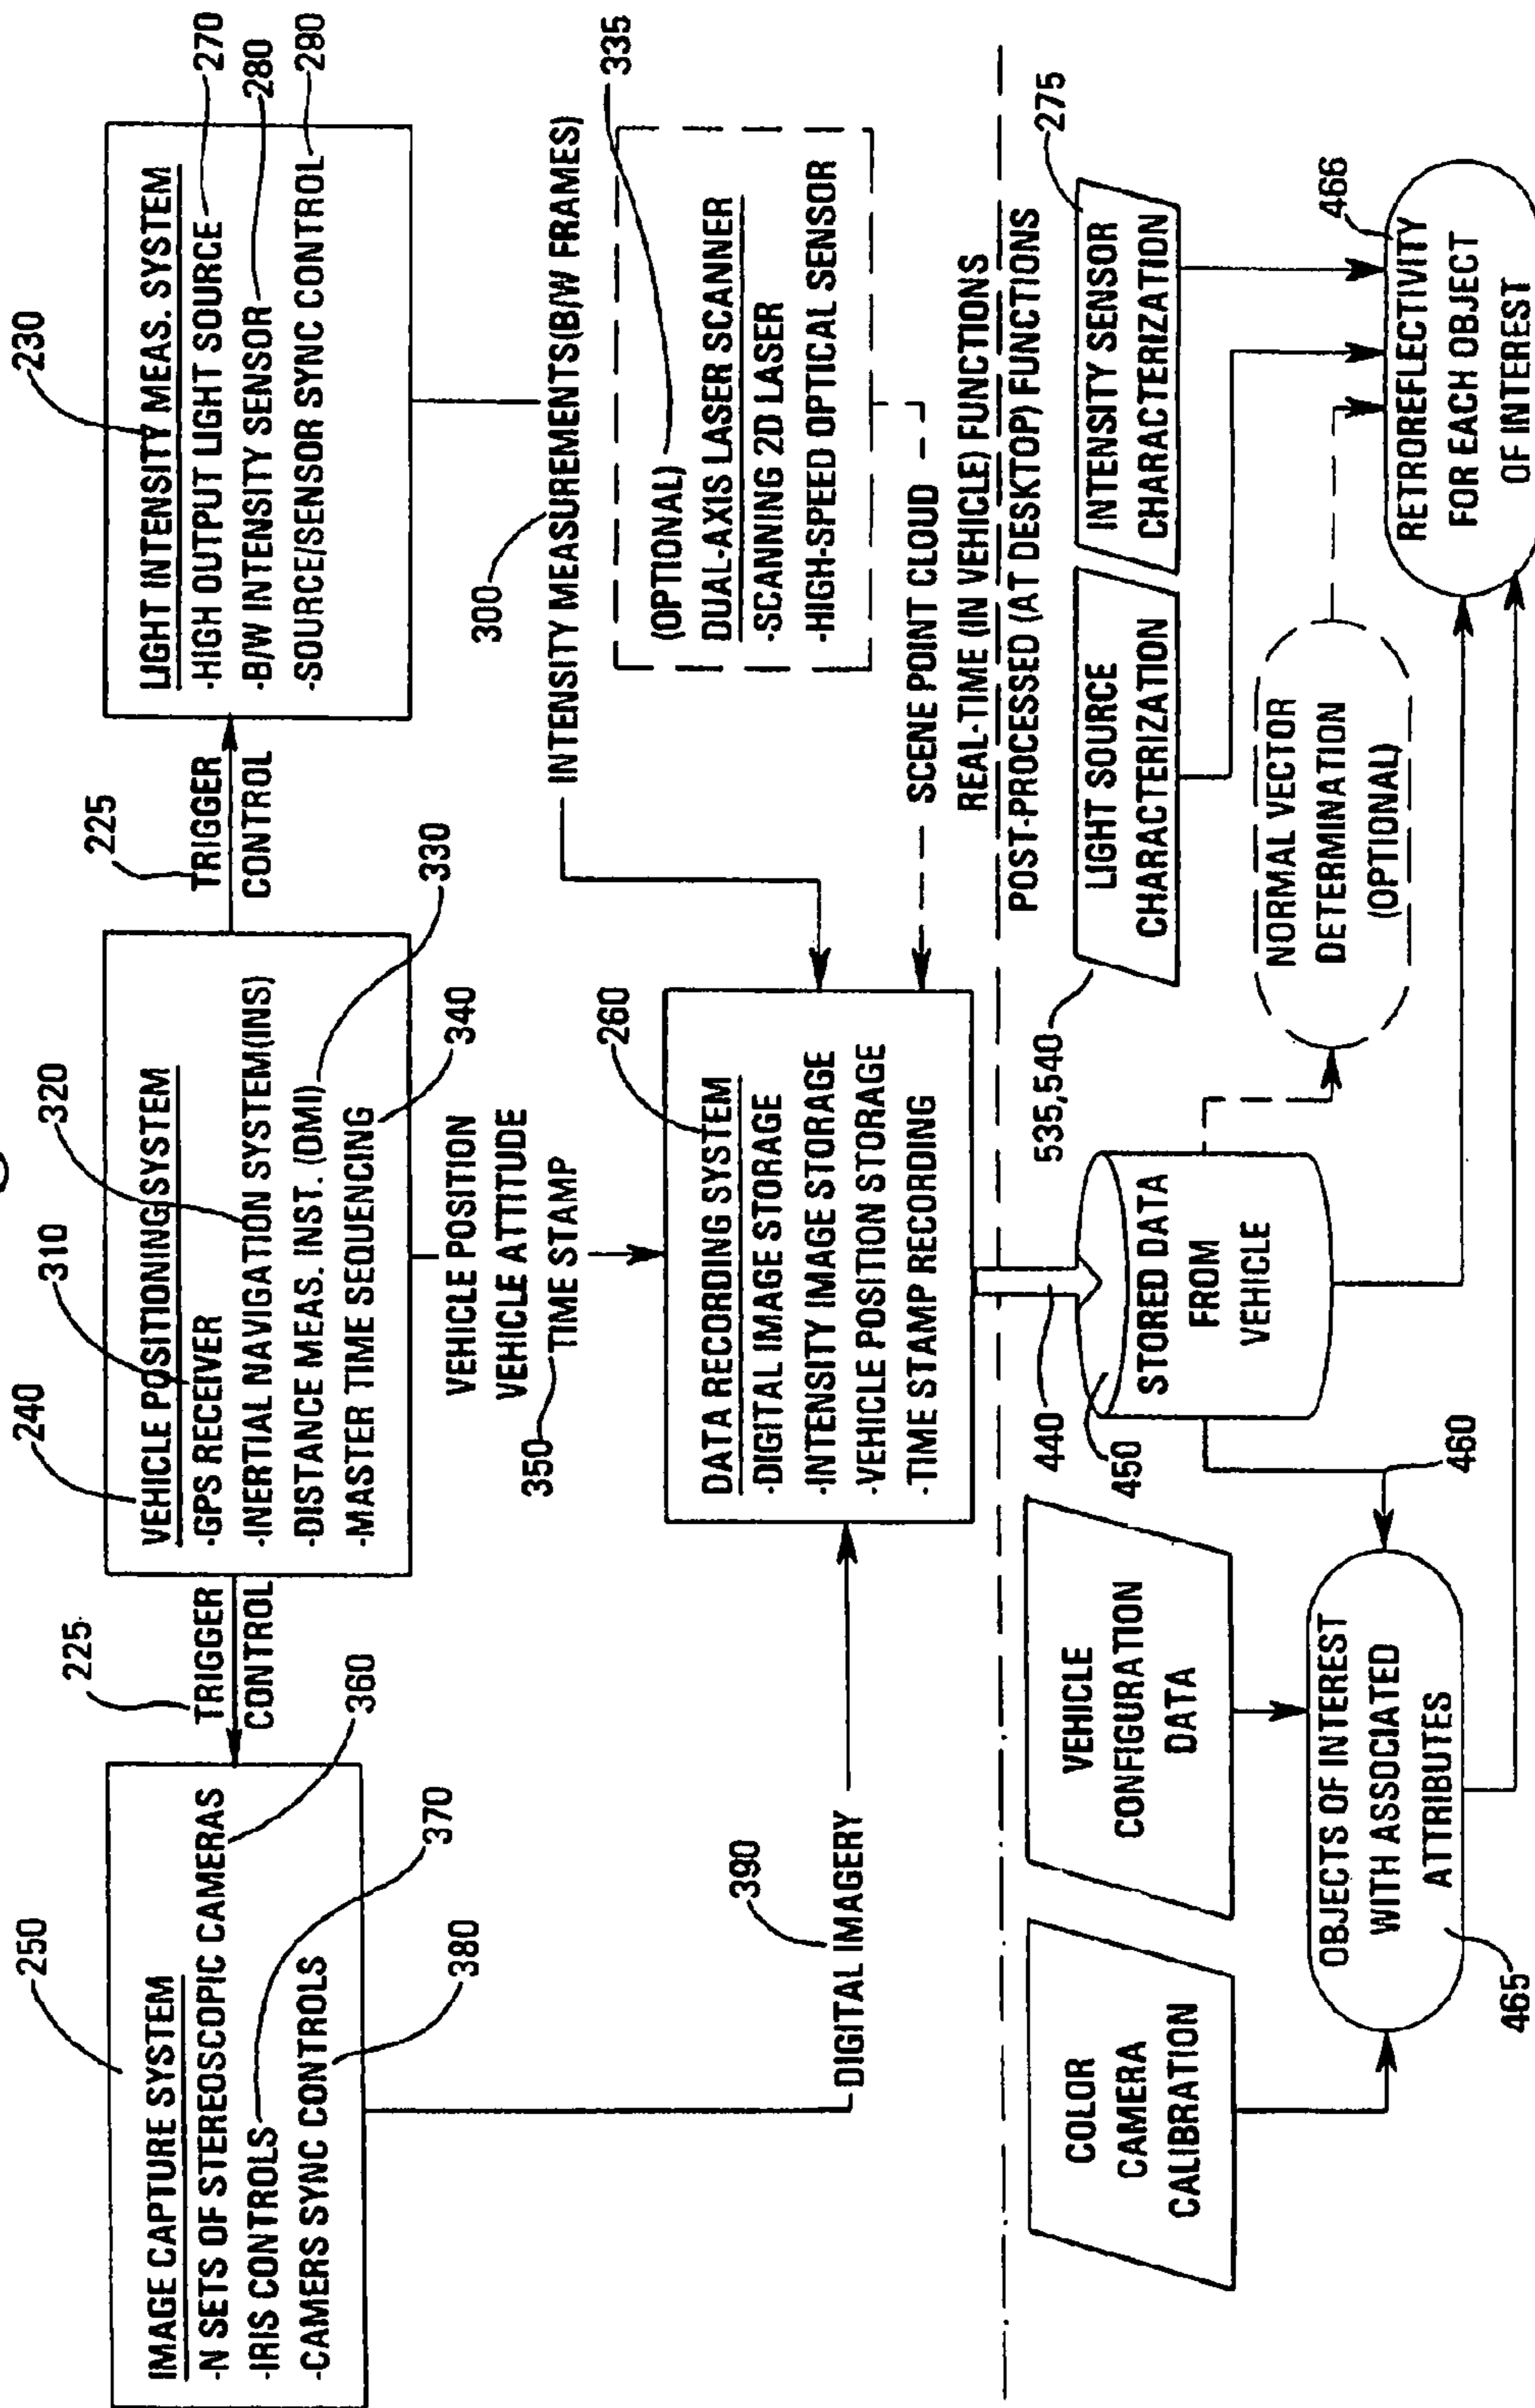 250
IMAGE CAPTURE SYSTEM
·N SETS OF STEREOSCOPIC CAMERAS
·IRIS CONTROLS
·CAMERS SYNC CONTROLS
360
370
380
225
TRIGGER
CONTROL
240
310
320
VEHICLE POSITIONING SYSTEM
·GPS RECEIVER
·INERTIAL NAVIGATION SYSTEM(INS)
·DISTANCE MEAS. INST. (DMI)
·MASTER TIME SEQUENCING
330
340
225
TRIGGER
CONTROL
230
LIGHT INTENSITY MEAS. SYSTEM
·HIGH OUTPUT LIGHT SOURCE
·B/W INTENSITY SENSOR
·SOURCE/SENSOR SYNC CONTROL
270
280
290
VEHICLE POSITION
VEHICLE ATTITUDE
350 TIME STAMP
300
INTENSITY MEASUREMENTS(B/W FRAMES)
335
(OPTIONAL)
DUAL-AXIS LASER SCANNER
·SCANNING 2D LASER
·HIGH-SPEED OPTICAL SENSOR
390
DIGITAL IMAGERY
260
DATA RECORDING SYSTEM
·DIGITAL IMAGE STORAGE
·INTENSITY IMAGE STORAGE
·VEHICLE POSITION STORAGE
·TIME STAMP RECORDING
SCENE POINT CLOUD
REAL-TIME (IN VEHICLE) FUNCTIONS
POST-PROCESSED (AT DESKTOP) FUNCTIONS
COLOR
CAMERA
CALIBRATION
VEHICLE
CONFIGURATION
DATA
440
450
STORED DATA
FROM
VEHICLE
535,540
LIGHT SOURCE
CHARACTERIZATION
275
INTENSITY SENSOR
CHARACTERIZATION
460
NORMAL VECTOR
DETERMINATION
(OPTIONAL)
OBJECTS OF INTEREST
WITH ASSOCIATED
ATTRIBUTES
465
466
RETROREFLECTIVITY
FOR EACH OBJECT
OF INTEREST